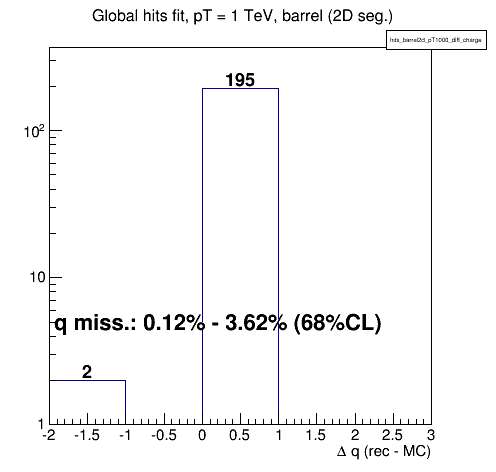 Global hits fit, pT = 1 TeV, barrel (2D seg.)
hits_barrel2d_pT1000_diff_charge
195
10²
10
q miss.: 0.12% - 3.62% (68%CL)
2
1
-2 -1.5 -1 -0.5 0 0.5 1 1.5 2 2.5 3
Δ q (rec - MC)